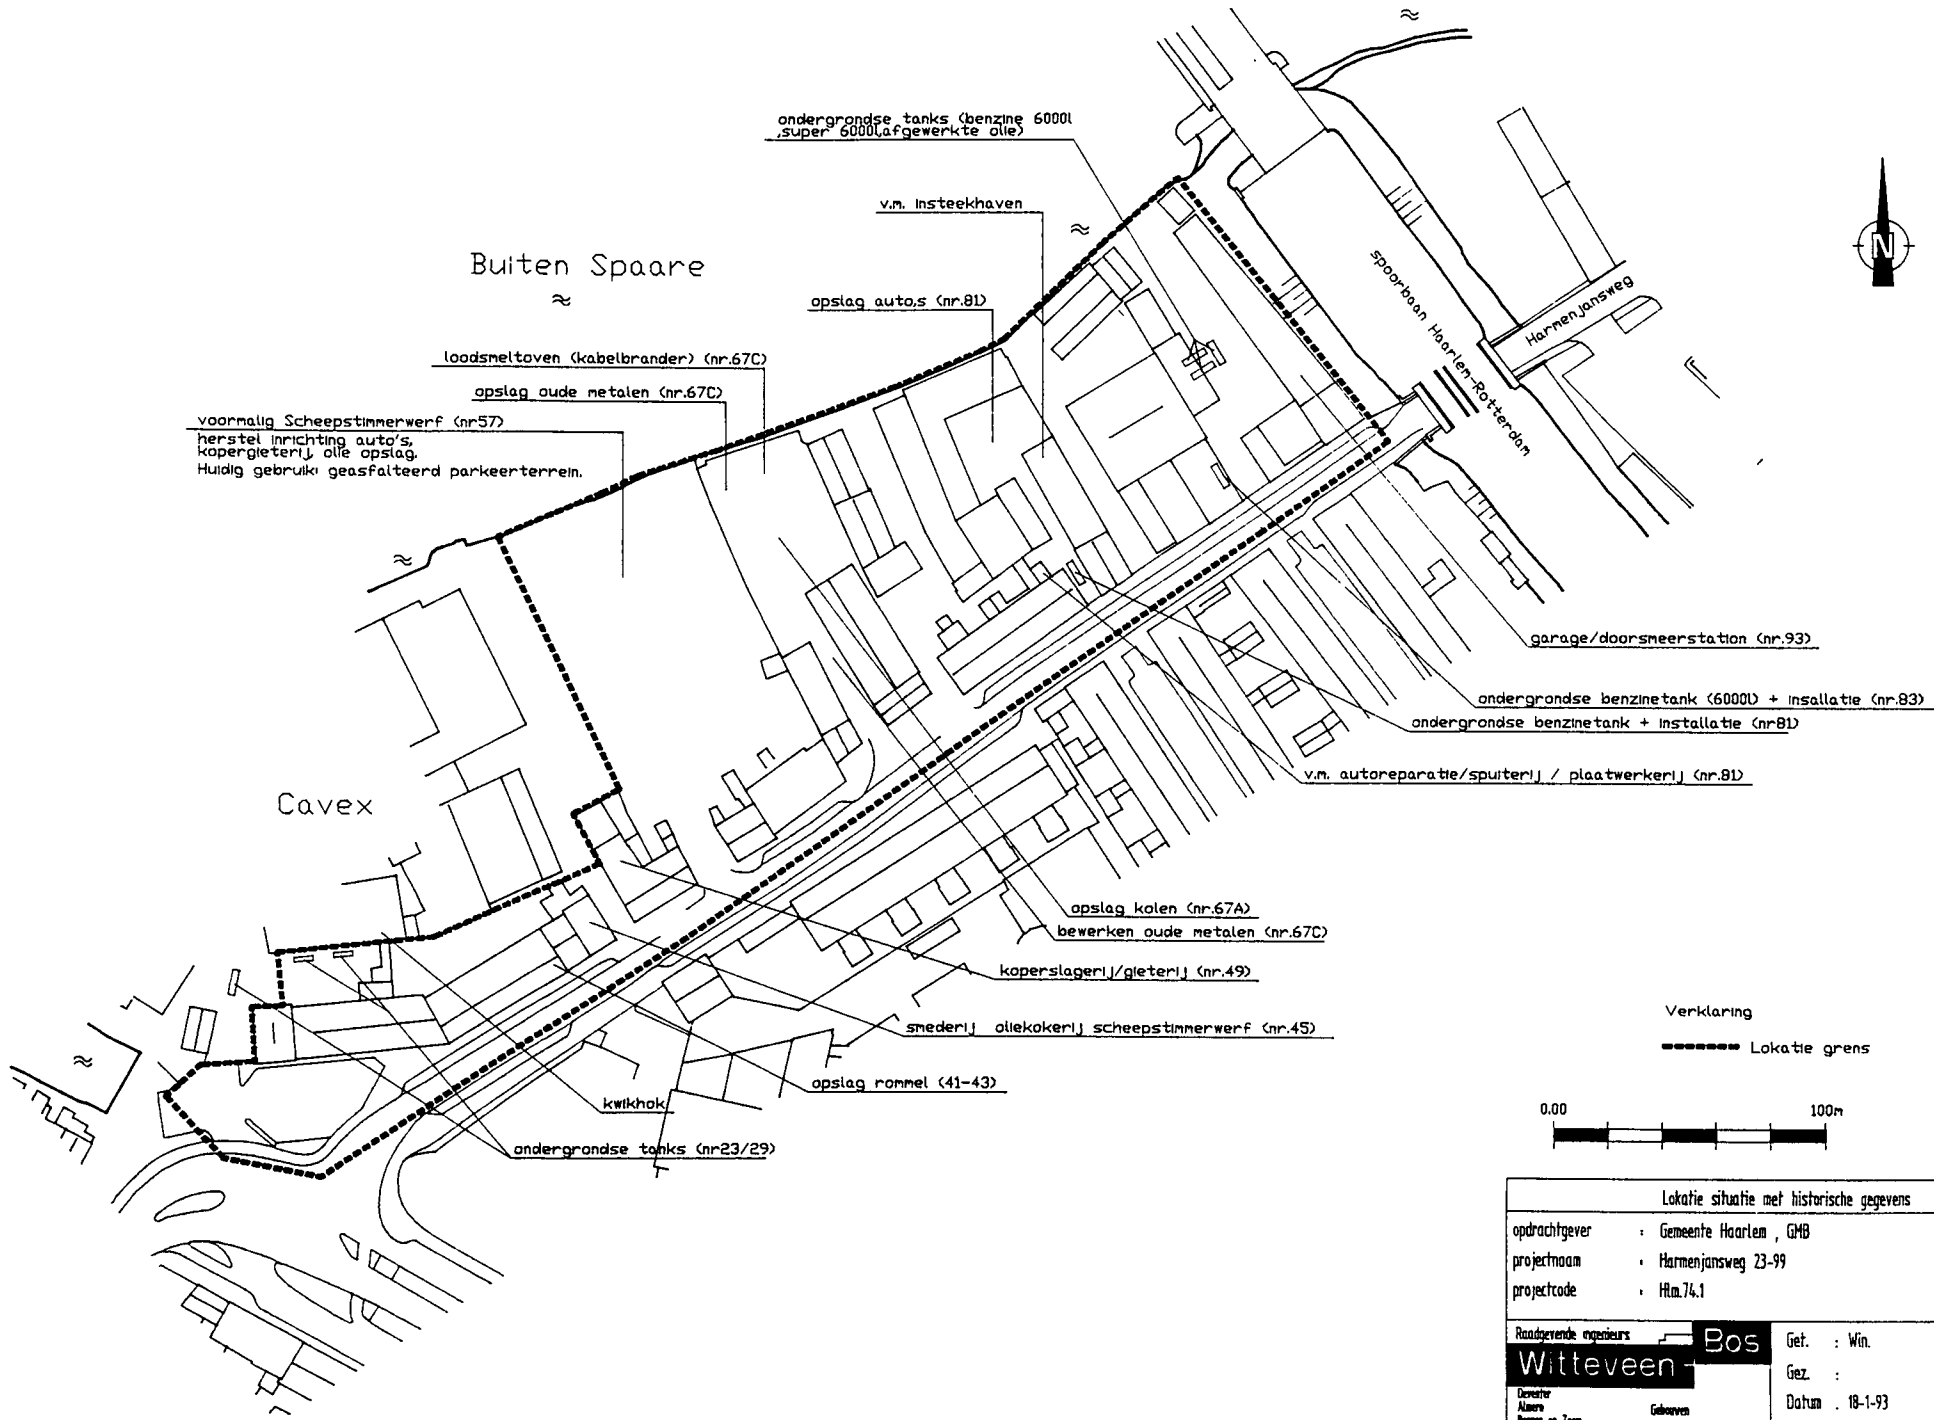 ondergrondse tanks (benzine 6000l
,super 6000l,afgewerkte olie)
v.m. insteekhaven
Buiten Spaare
opslag auto,s (nr.81)
loodsmeltoven (kabelbrander) (nr.67C)
opslag oude metalen (nr.67C)
voormalig Scheepstimmerwerf (nr57)
herstel inrichting auto's,
kopergieterij, olie opslag.
Huidig gebruik: geasfalteerd parkeerterrein.
N
spoorbaan Haarlem-Rotterdam
Harmenjansweg
garage/doorsmeerstation (nr.93)
ondergrondse benzinetank (6000l) + insallatie (nr.83)
ondergrondse benzinetank + installatie (nr81)
v.m. autoreparatie/spuiterij / plaatwerkerij (nr.81)
Cavex
opslag kolen (nr.67A)
bewerken oude metalen (nr.67C)
koperslagerij/gieterij (nr.49)
smederij oliekokerij scheepstimmerwerf (nr.45)
opslag rommel (41-43)
kwikhok
ondergrondse tanks (nr23/29)
Verklaring
Lokatie grens
0.00 100m
Lokatie situatie met historische gegevens
opdrachtgever : Gemeente Haarlem , GMB
projectnaam : Harmenjansweg 23-99
projectcode : Hlm.74.1
Raadgevende ingenieurs
Witteveen+Bos
Deventer
Almere
Gebouwen
Get. : Win.
Gez. :
Datum . 18-1-93